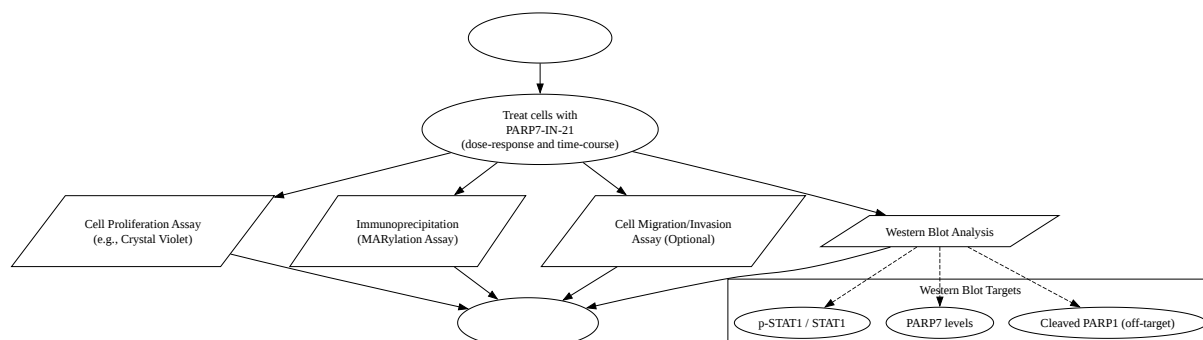 Treat cells with
PARP7-IN-21
(dose-response and time-course)
Cell Proliferation Assay
(e.g., Crystal Violet)
Immunoprecipitation
(MARylation Assay)
Cell Migration/Invasion
Assay (Optional)
Western Blot Analysis
Western Blot Targets
p-STAT1 / STAT1
PARP7 levels
Cleaved PARP1 (off-target)